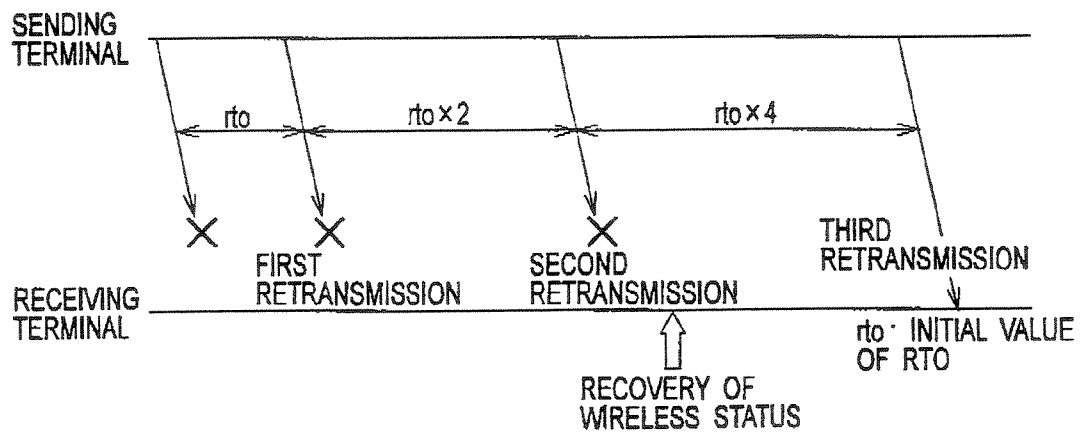 SENDING
TERMINAL
rto
rto×2
rto×4
FIRST
RETRANSMISSION
SECOND
RETRANSMISSION
THIRD
RETRANSMISSION
RECEIVING
TERMINAL
rto · INITIAL VALUE
OF RTO
RECOVERY OF
WIRELESS STATUS